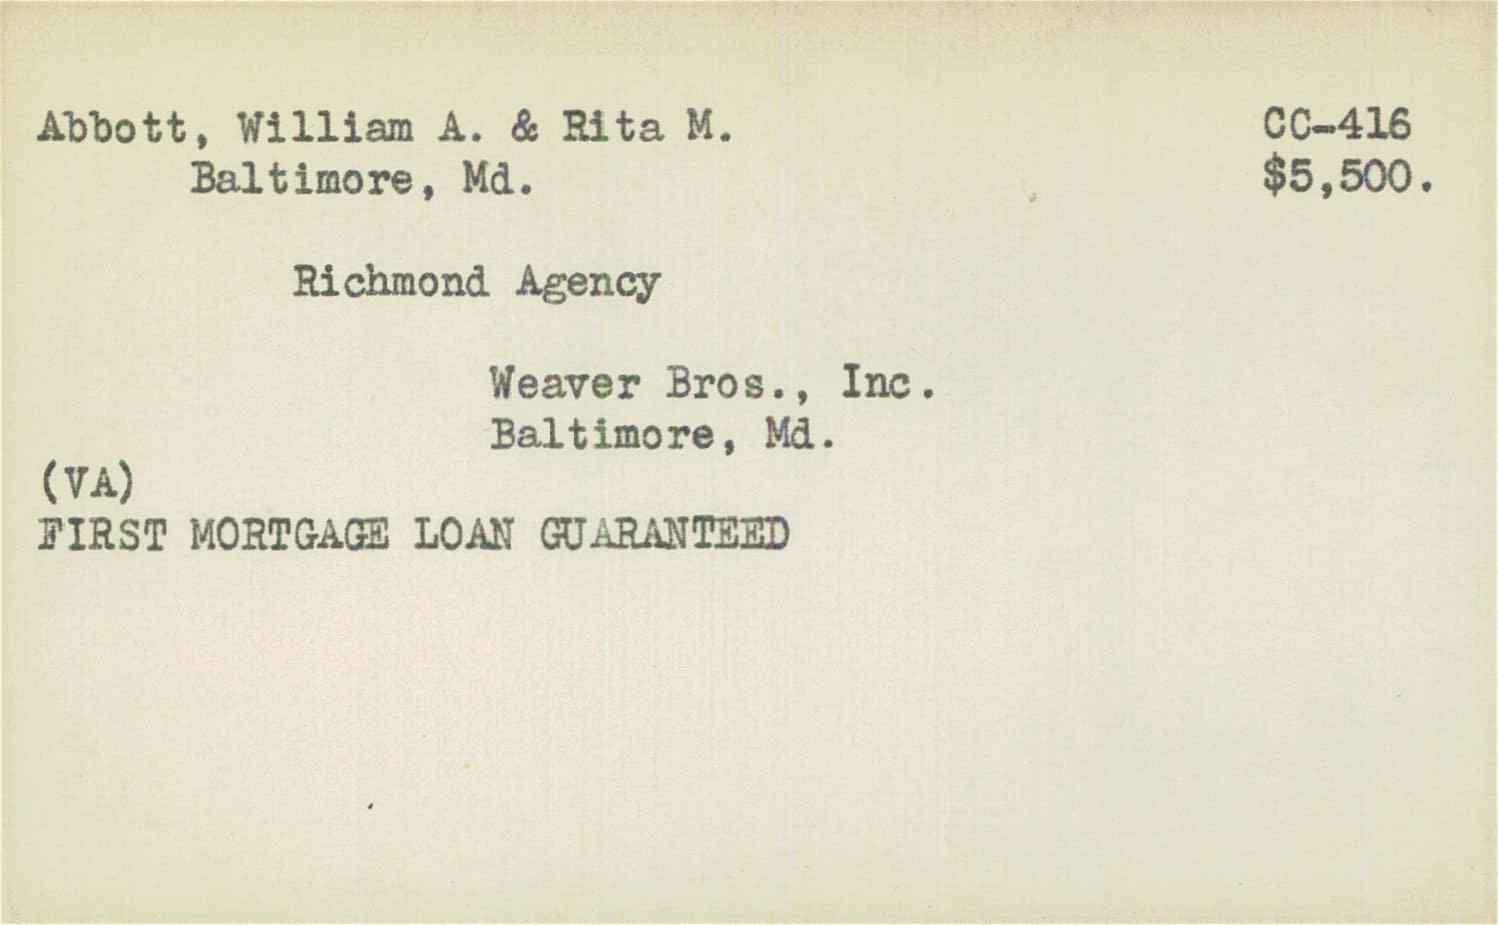 Abbott, William A. & Rita M. CC-416
Baltimore, Md. $5,500.
Richmond Agency
Weaver Bros., Inc.
Baltimore, Md.
(VA)
FIRST MORTGAGE LOAN GUARANTEED